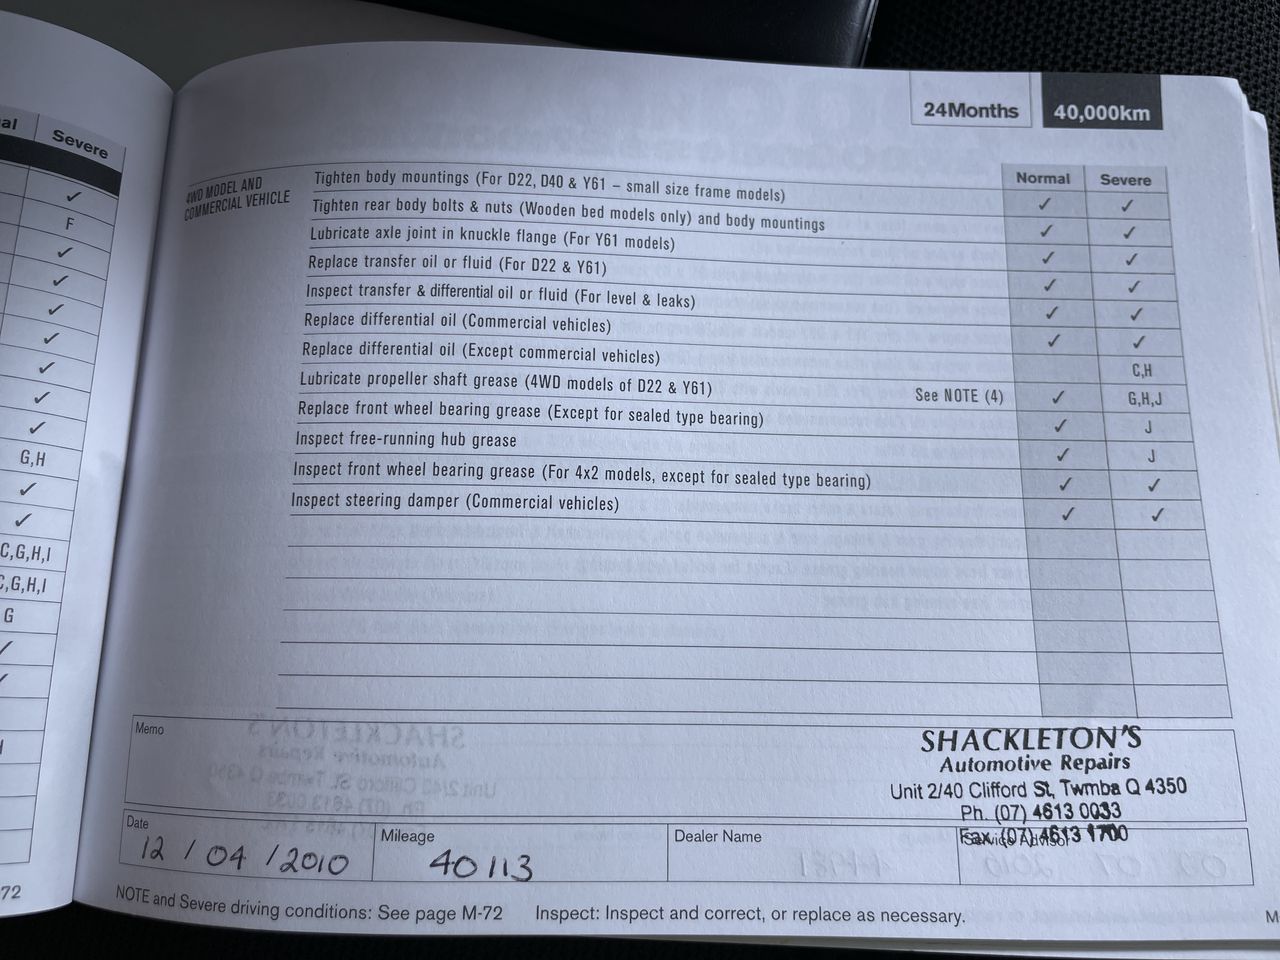 al Severe
✓
F
✓
✓
✓
✓
✓
✓
✓
G,H
✓
✓
C,G,H,I
C,G,H,I
G
72
24Months 40,000km
Normal Severe
4WD MODEL AND
COMMERCIAL VEHICLE
Tighten body mountings (For D22, D40 & Y61 – small size frame models) ✓ ✓
Tighten rear body bolts & nuts (Wooden bed models only) and body mountings ✓ ✓
Lubricate axle joint in knuckle flange (For Y61 models) ✓ ✓
Replace transfer oil or fluid (For D22 & Y61) ✓ ✓
Inspect transfer & differential oil or fluid (For level & leaks) ✓ ✓
Replace differential oil (Commercial vehicles) ✓ ✓
Replace differential oil (Except commercial vehicles) C,H
Lubricate propeller shaft grease (4WD models of D22 & Y61) See NOTE (4) ✓ G,H,J
Replace front wheel bearing grease (Except for sealed type bearing) ✓ J
Inspect free-running hub grease ✓ J
Inspect front wheel bearing grease (For 4x2 models, except for sealed type bearing) ✓ ✓
Inspect steering damper (Commercial vehicles) ✓ ✓
Memo
SHACKLETON'S
Automotive Repairs
Unit 2/40 Clifford St, Twmba Q 4350
Ph. (07) 4613 0033
Fax. (07) 4613 1700
Date Mileage Dealer Name Service Advisor
12 / 04 / 2010 40113
NOTE and Severe driving conditions: See page M-72 Inspect: Inspect and correct, or replace as necessary.